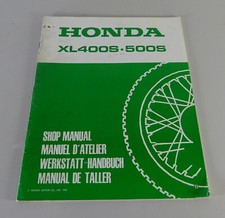 HONDA
XL400S·500S
SHOP MANUAL
MANUEL D'ATELIER
WERKSTATT-HANDBUCH
MANUAL DE TALLER